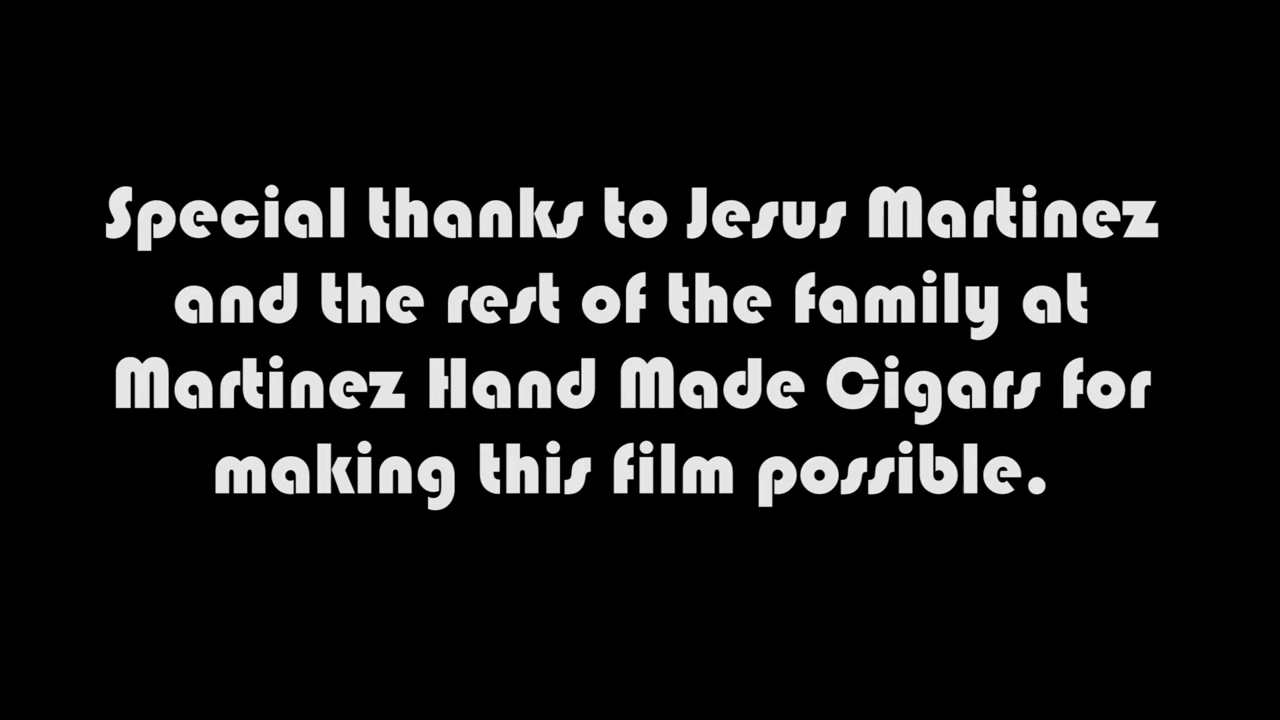 Special thanks to Jesus Martinez
and the rest of the family at
Martinez Hand Made Cigars for
making this film possible.